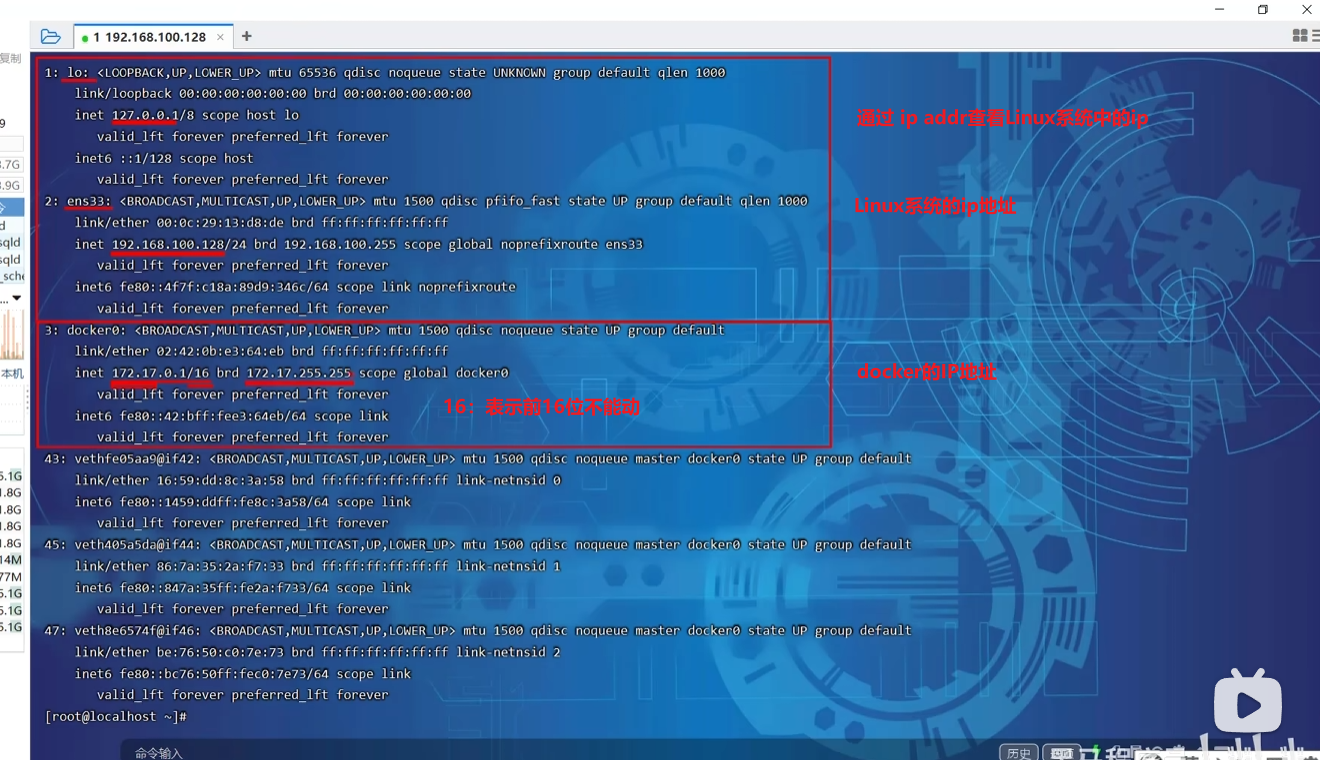 1 192.168.100.128 × +
复制
1: lo: <LOOPBACK,UP,LOWER_UP> mtu 65536 qdisc noqueue state UNKNOWN group default qlen 1000
link/loopback 00:00:00:00:00:00 brd 00:00:00:00:00:00
inet 127.0.0.1/8 scope host lo
通过 ip addr查看Linux系统中的ip
valid_lft forever preferred_lft forever
inet6 ::1/128 scope host
valid_lft forever preferred_lft forever
2: ens33: <BROADCAST,MULTICAST,UP,LOWER_UP> mtu 1500 qdisc pfifo_fast state UP group default qlen 1000
Linux系统的ip地址
link/ether 00:0c:29:13:d8:de brd ff:ff:ff:ff:ff:ff
inet 192.168.100.128/24 brd 192.168.100.255 scope global noprefixroute ens33
valid_lft forever preferred_lft forever
inet6 fe80::4f7f:c18a:89d9:346c/64 scope link noprefixroute
valid_lft forever preferred_lft forever
3: docker0: <BROADCAST,MULTICAST,UP,LOWER_UP> mtu 1500 qdisc noqueue state UP group default
link/ether 02:42:0b:e3:64:eb brd ff:ff:ff:ff:ff:ff
inet 172.17.0.1/16 brd 172.17.255.255 scope global docker0
docker的IP地址
valid_lft forever preferred_lft forever
16：表示前16位不能动
inet6 fe80::42:bff:fee3:64eb/64 scope link
valid_lft forever preferred_lft forever
43: vethfe05aa9@if42: <BROADCAST,MULTICAST,UP,LOWER_UP> mtu 1500 qdisc noqueue master docker0 state UP group default
link/ether 16:59:dd:8c:3a:58 brd ff:ff:ff:ff:ff:ff link-netnsid 0
inet6 fe80::1459:ddff:fe8c:3a58/64 scope link
valid_lft forever preferred_lft forever
45: veth405a5da@if44: <BROADCAST,MULTICAST,UP,LOWER_UP> mtu 1500 qdisc noqueue master docker0 state UP group default
link/ether 86:7a:35:2a:f7:33 brd ff:ff:ff:ff:ff:ff link-netnsid 1
inet6 fe80::847a:35ff:fe2a:f733/64 scope link
valid_lft forever preferred_lft forever
47: veth8e6574f@if46: <BROADCAST,MULTICAST,UP,LOWER_UP> mtu 1500 qdisc noqueue master docker0 state UP group default
link/ether be:76:50:c0:7e:73 brd ff:ff:ff:ff:ff:ff link-netnsid 2
inet6 fe80::bc76:50ff:fec0:7e73/64 scope link
valid_lft forever preferred_lft forever
[root@localhost ~]#
命令输入
历史
本机